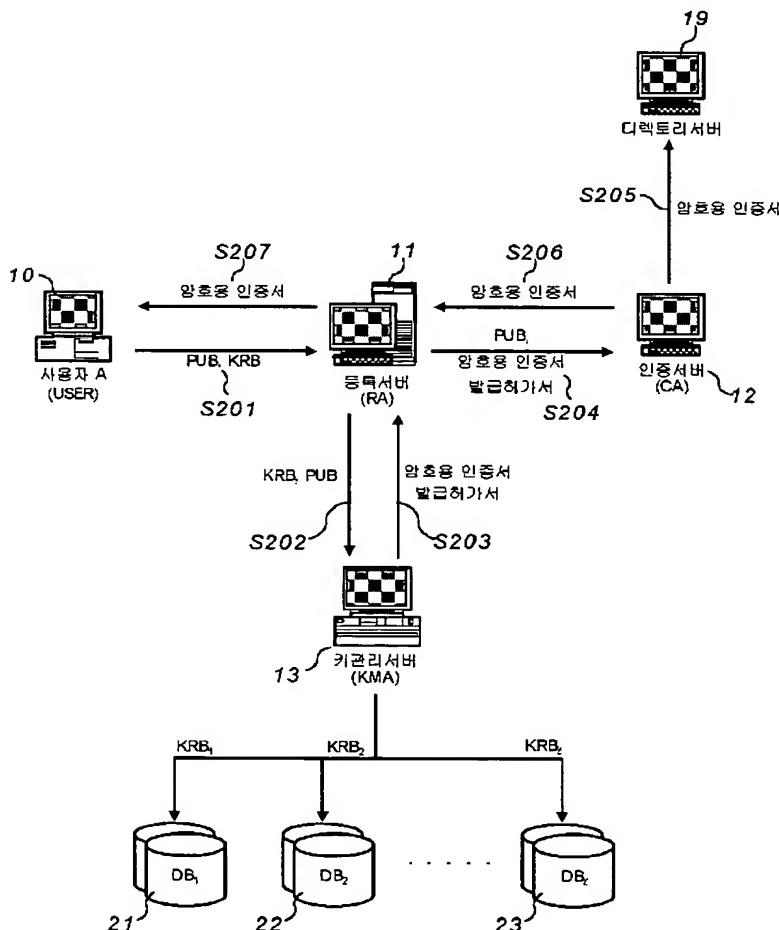 19
디렉토리서버
S205
암호용 인증서
S207
11
S206
10
암호용 인증서
암호용 인증서
PUB, KRB
PUB,
사용자 A
(USER)
S201
등록서버
(RA)
암호용 인증서
발급허가서
S204
인증서버
(CA)
12
KRB, PUB
암호용 인증서
발급허가서
S202
S203
13
키관리서버
(KMA)
KRB₁
KRB₂
KRBℓ
DB₁
DB₂
. . . . .
DBℓ
21
22
23